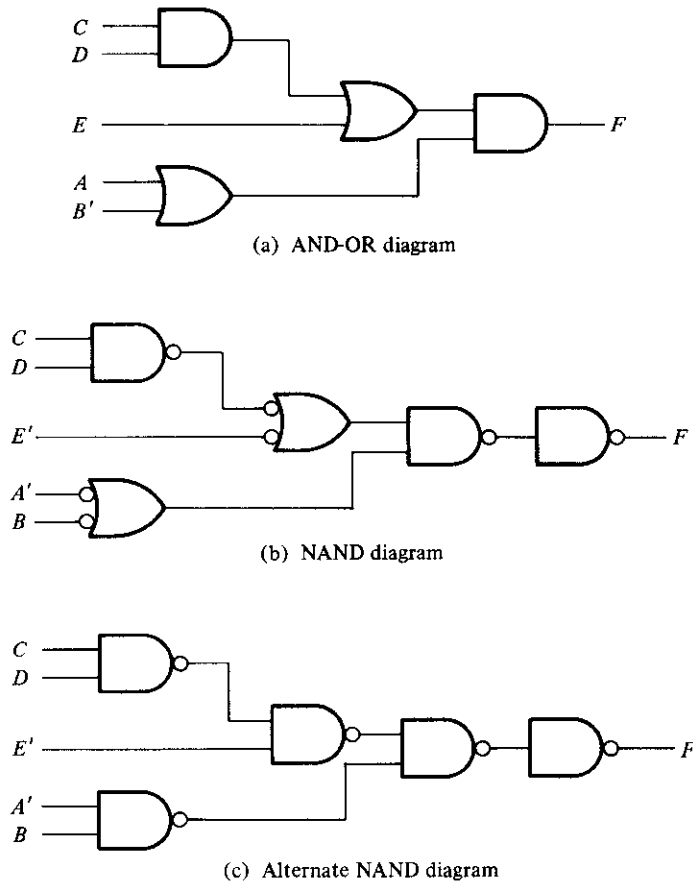 C
D
E
F
A
B'
(a) AND-OR diagram
C
D
E'
F
A'
B
(b) NAND diagram
C
D
E'
F
A'
B
(c) Alternate NAND diagram